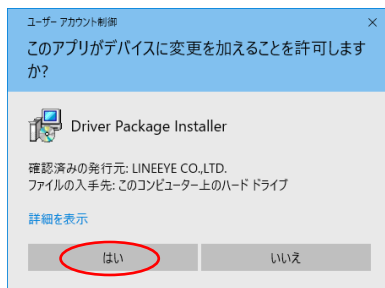 ユーザー アカウント制御
×
このアプリがデバイスに変更を加えることを許可します
か?
Driver Package Installer
確認済みの発行元: LINEEYE CO.,LTD.
ファイルの入手先: このコンピューター上のハード ドライブ
詳細を表示
はい
いいえ